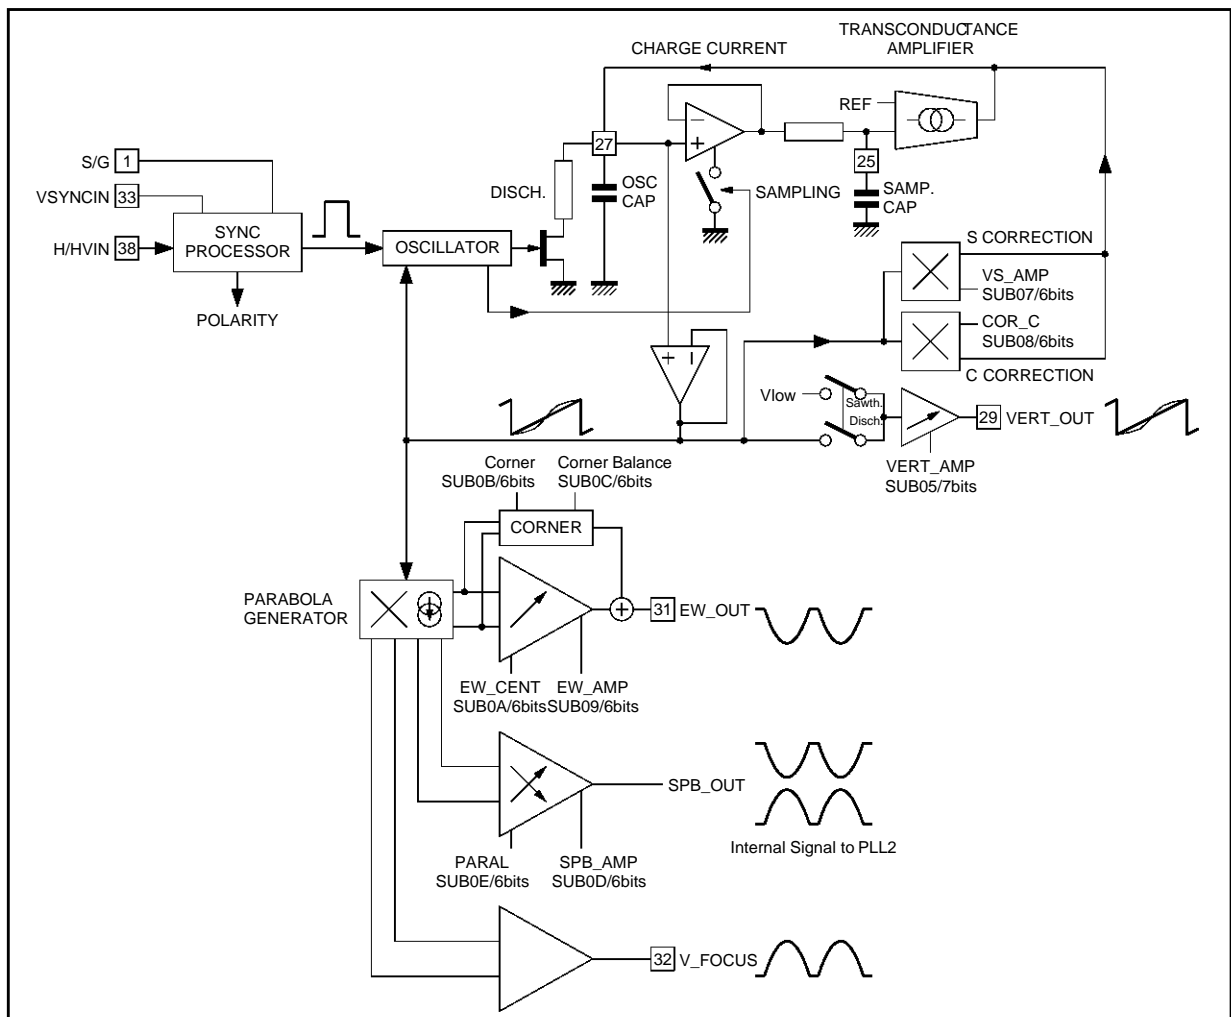 TRANSCONDUCTANCE
AMPLIFIER
CHARGE CURRENT
REF
27
25
S/G 1
VSYNCIN 33
H/HVIN 38
SYNC
PROCESSOR
POLARITY
OSCILLATOR
DISCH.
OSC
CAP
SAMPLING
SAMP.
CAP
S CORRECTION
VS_AMP
SUB07/6bits
COR_C
SUB08/6bits
C CORRECTION
Vlow
Sawth.
Disch.
29 VERT_OUT
VERT_AMP
SUB05/7bits
Corner
SUB0B/6bits
Corner Balance
SUB0C/6bits
CORNER
PARABOLA
GENERATOR
31 EW_OUT
EW_CENT
SUB0A/6bits
EW_AMP
SUB09/6bits
SPB_OUT
Internal Signal to PLL2
PARAL
SUB0E/6bits
SPB_AMP
SUB0D/6bits
32 V_FOCUS